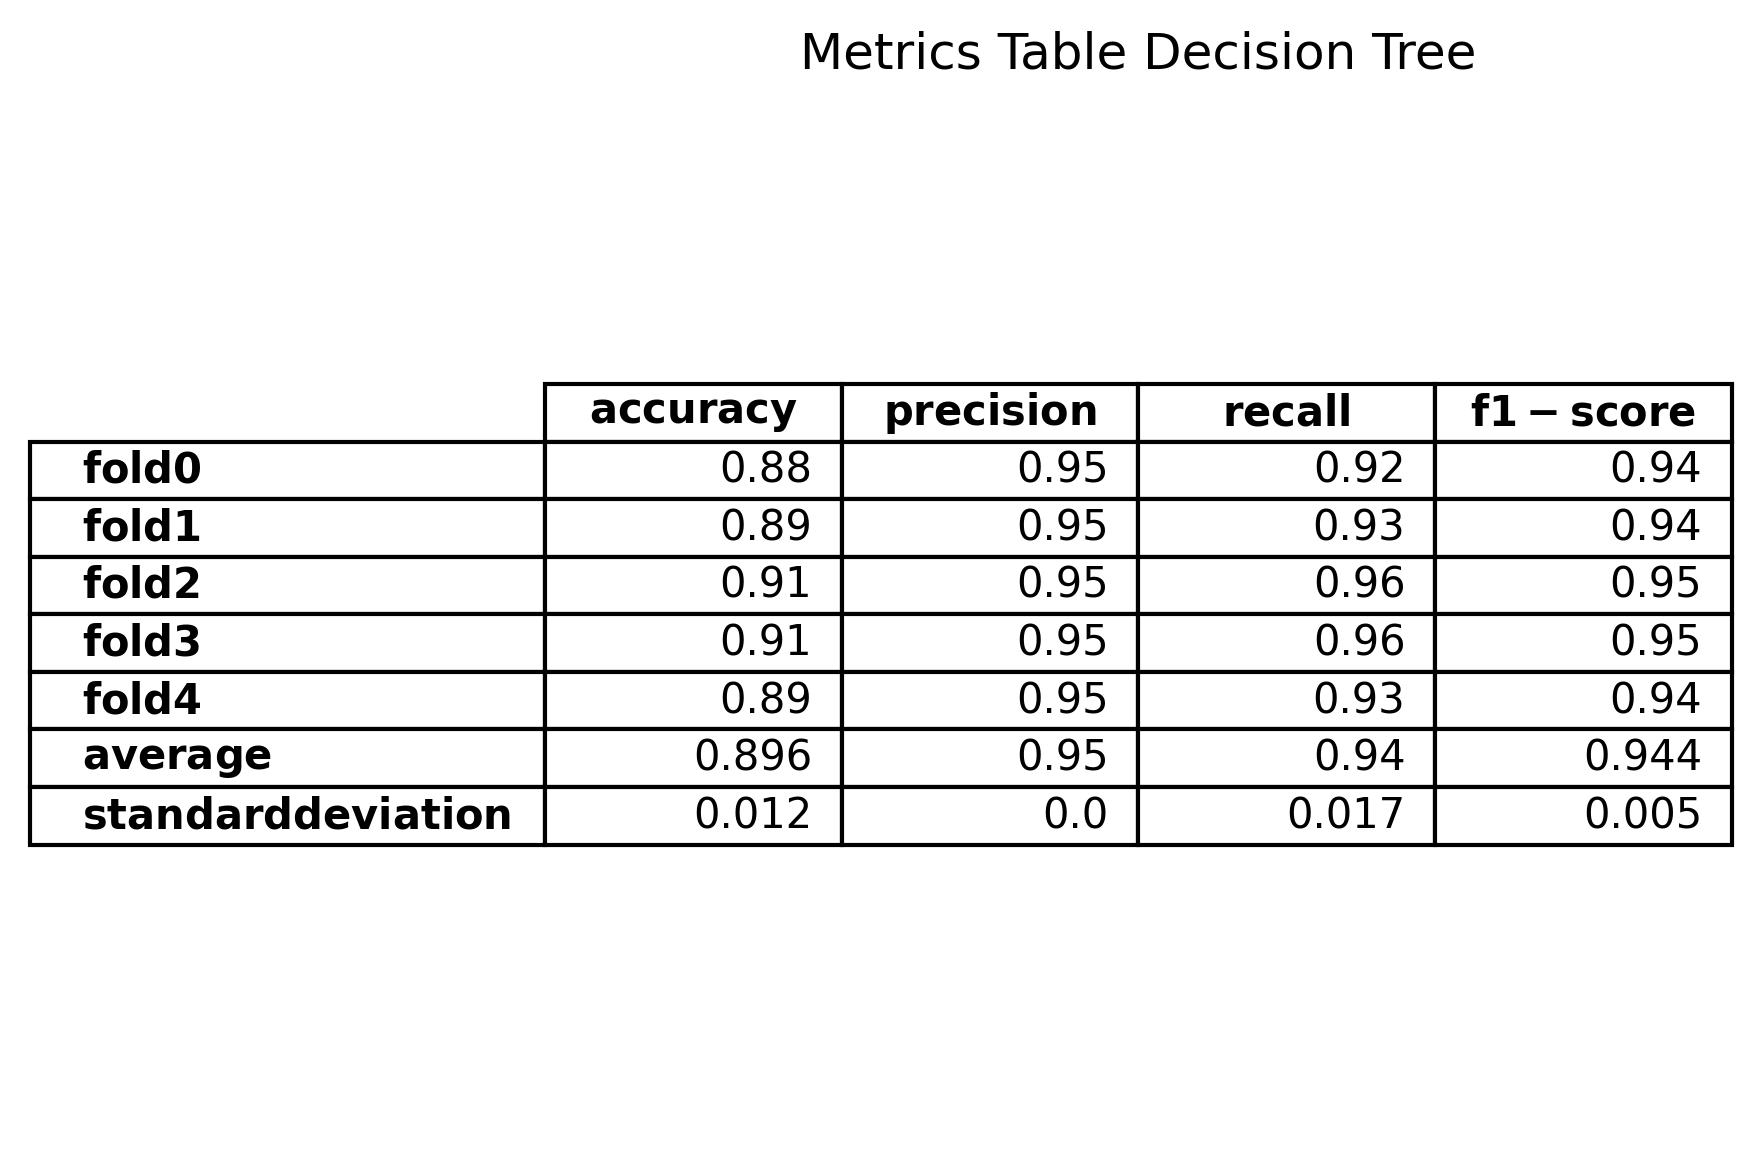 Metrics Table Decision Tree
accuracy precision recall f1 − score
fold0 0.88 0.95 0.92 0.94
fold1 0.89 0.95 0.93 0.94
fold2 0.91 0.95 0.96 0.95
fold3 0.91 0.95 0.96 0.95
fold4 0.89 0.95 0.93 0.94
average 0.896 0.95 0.94 0.944
standarddeviation 0.012 0.0 0.017 0.005